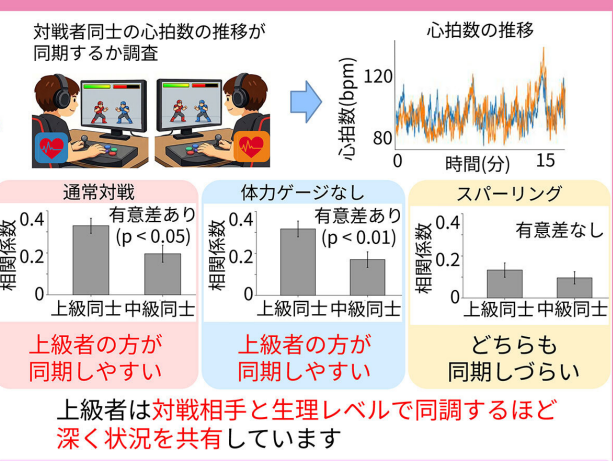 対戦者同士の心拍数の推移が
同期するか調査
心拍数の推移
心拍数(bpm)
120
80
0
時間(分)
15
通常対戦
相関係数
0.4
0.2
0
有意差あり
(p < 0.05)
上級同士 中級同士
上級者の方が
同期しやすい
体力ゲージなし
相関係数
0.4
0.2
0
有意差あり
(p < 0.01)
上級同士 中級同士
上級者の方が
同期しやすい
スパーリング
相関係数
0.4
0.2
0
有意差なし
上級同士 中級同士
どちらも
同期しづらい
上級者は対戦相手と生理レベルで同調するほど
深く状況を共有しています